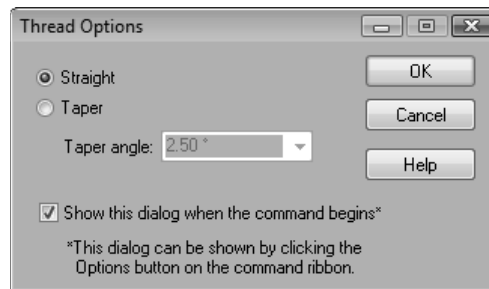 Thread Options
Straight
OK
Taper
Cancel
Taper angle: 2.50 °
Help
Show this dialog when the command begins*
*This dialog can be shown by clicking the
Options button on the command ribbon.